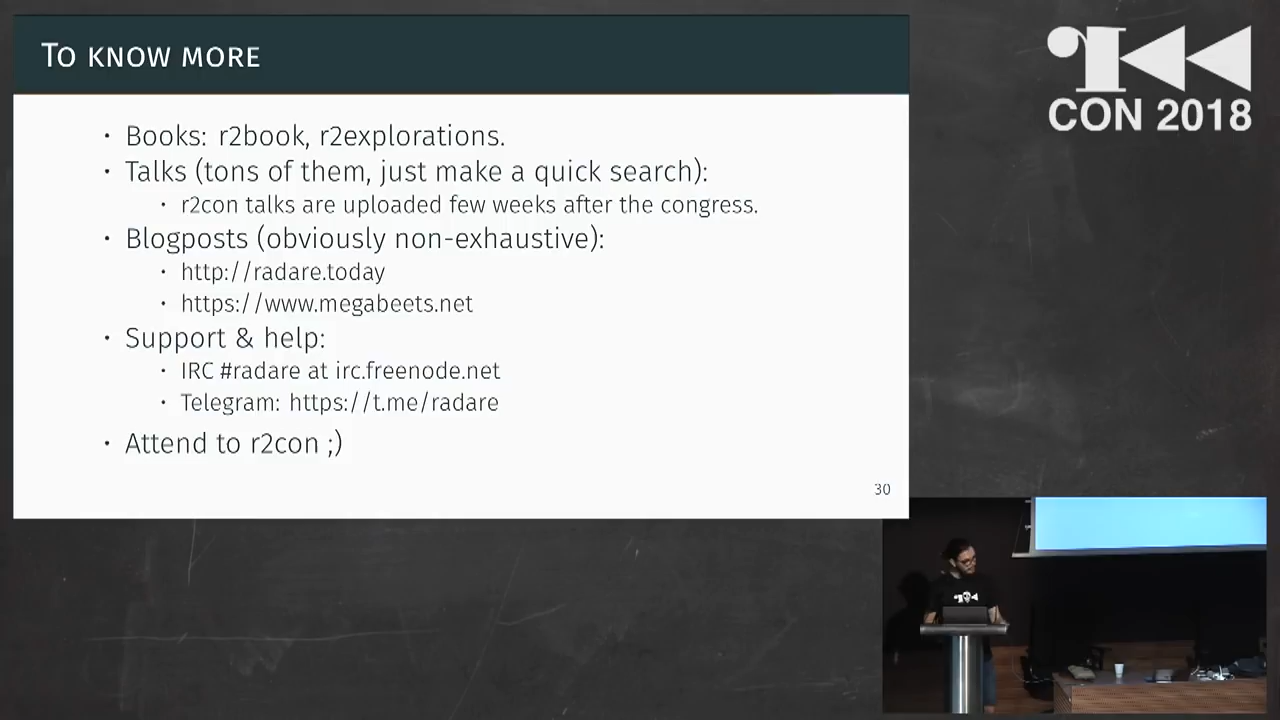 To know more
• Books: r2book, r2explorations.
• Talks (tons of them, just make a quick search):
• r2con talks are uploaded few weeks after the congress.
• Blogposts (obviously non-exhaustive):
• http://radare.today
• https://www.megabeets.net
• Support & help:
• IRC #radare at irc.freenode.net
• Telegram: https://t.me/radare
• Attend to r2con ;)
30
CON 2018